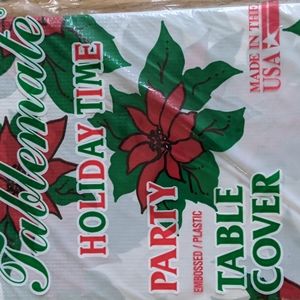 Tablemate
HOLIDAY TIME
PARTY
EMBOSSED / PLASTIC
TABLE
COVER
MADE IN THE
USA